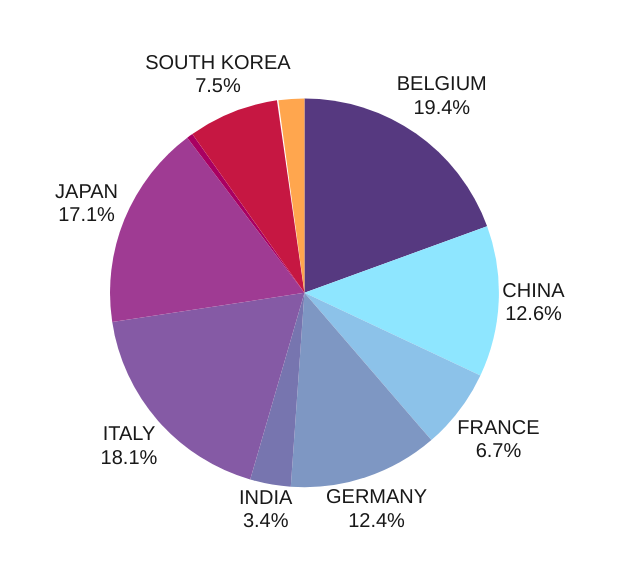 SOUTH KOREA
7.5%
BELGIUM
19.4%
JAPAN
17.1%
CHINA
12.6%
ITALY
18.1%
FRANCE
6.7%
INDIA
3.4%
GERMANY
12.4%